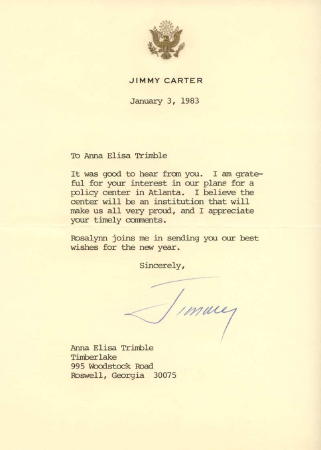 JIMMY CARTER
January 3, 1983
To Anna Elisa Trimble
It was good to hear from you. I am grate-
ful for your interest in our plans for a
policy center in Atlanta. I believe the
center will be an institution that will
make us all very proud, and I appreciate
your timely comments.
Rosalynn joins me in sending you our best
wishes for the new year.
Sincerely,
Jimmy
Anna Elisa Trimble
Timberlake
995 Woodstock Road
Roswell, Georgia 30075